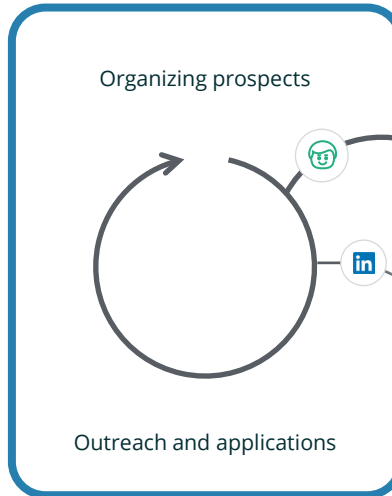 Organizing prospects
in
Outreach and applications